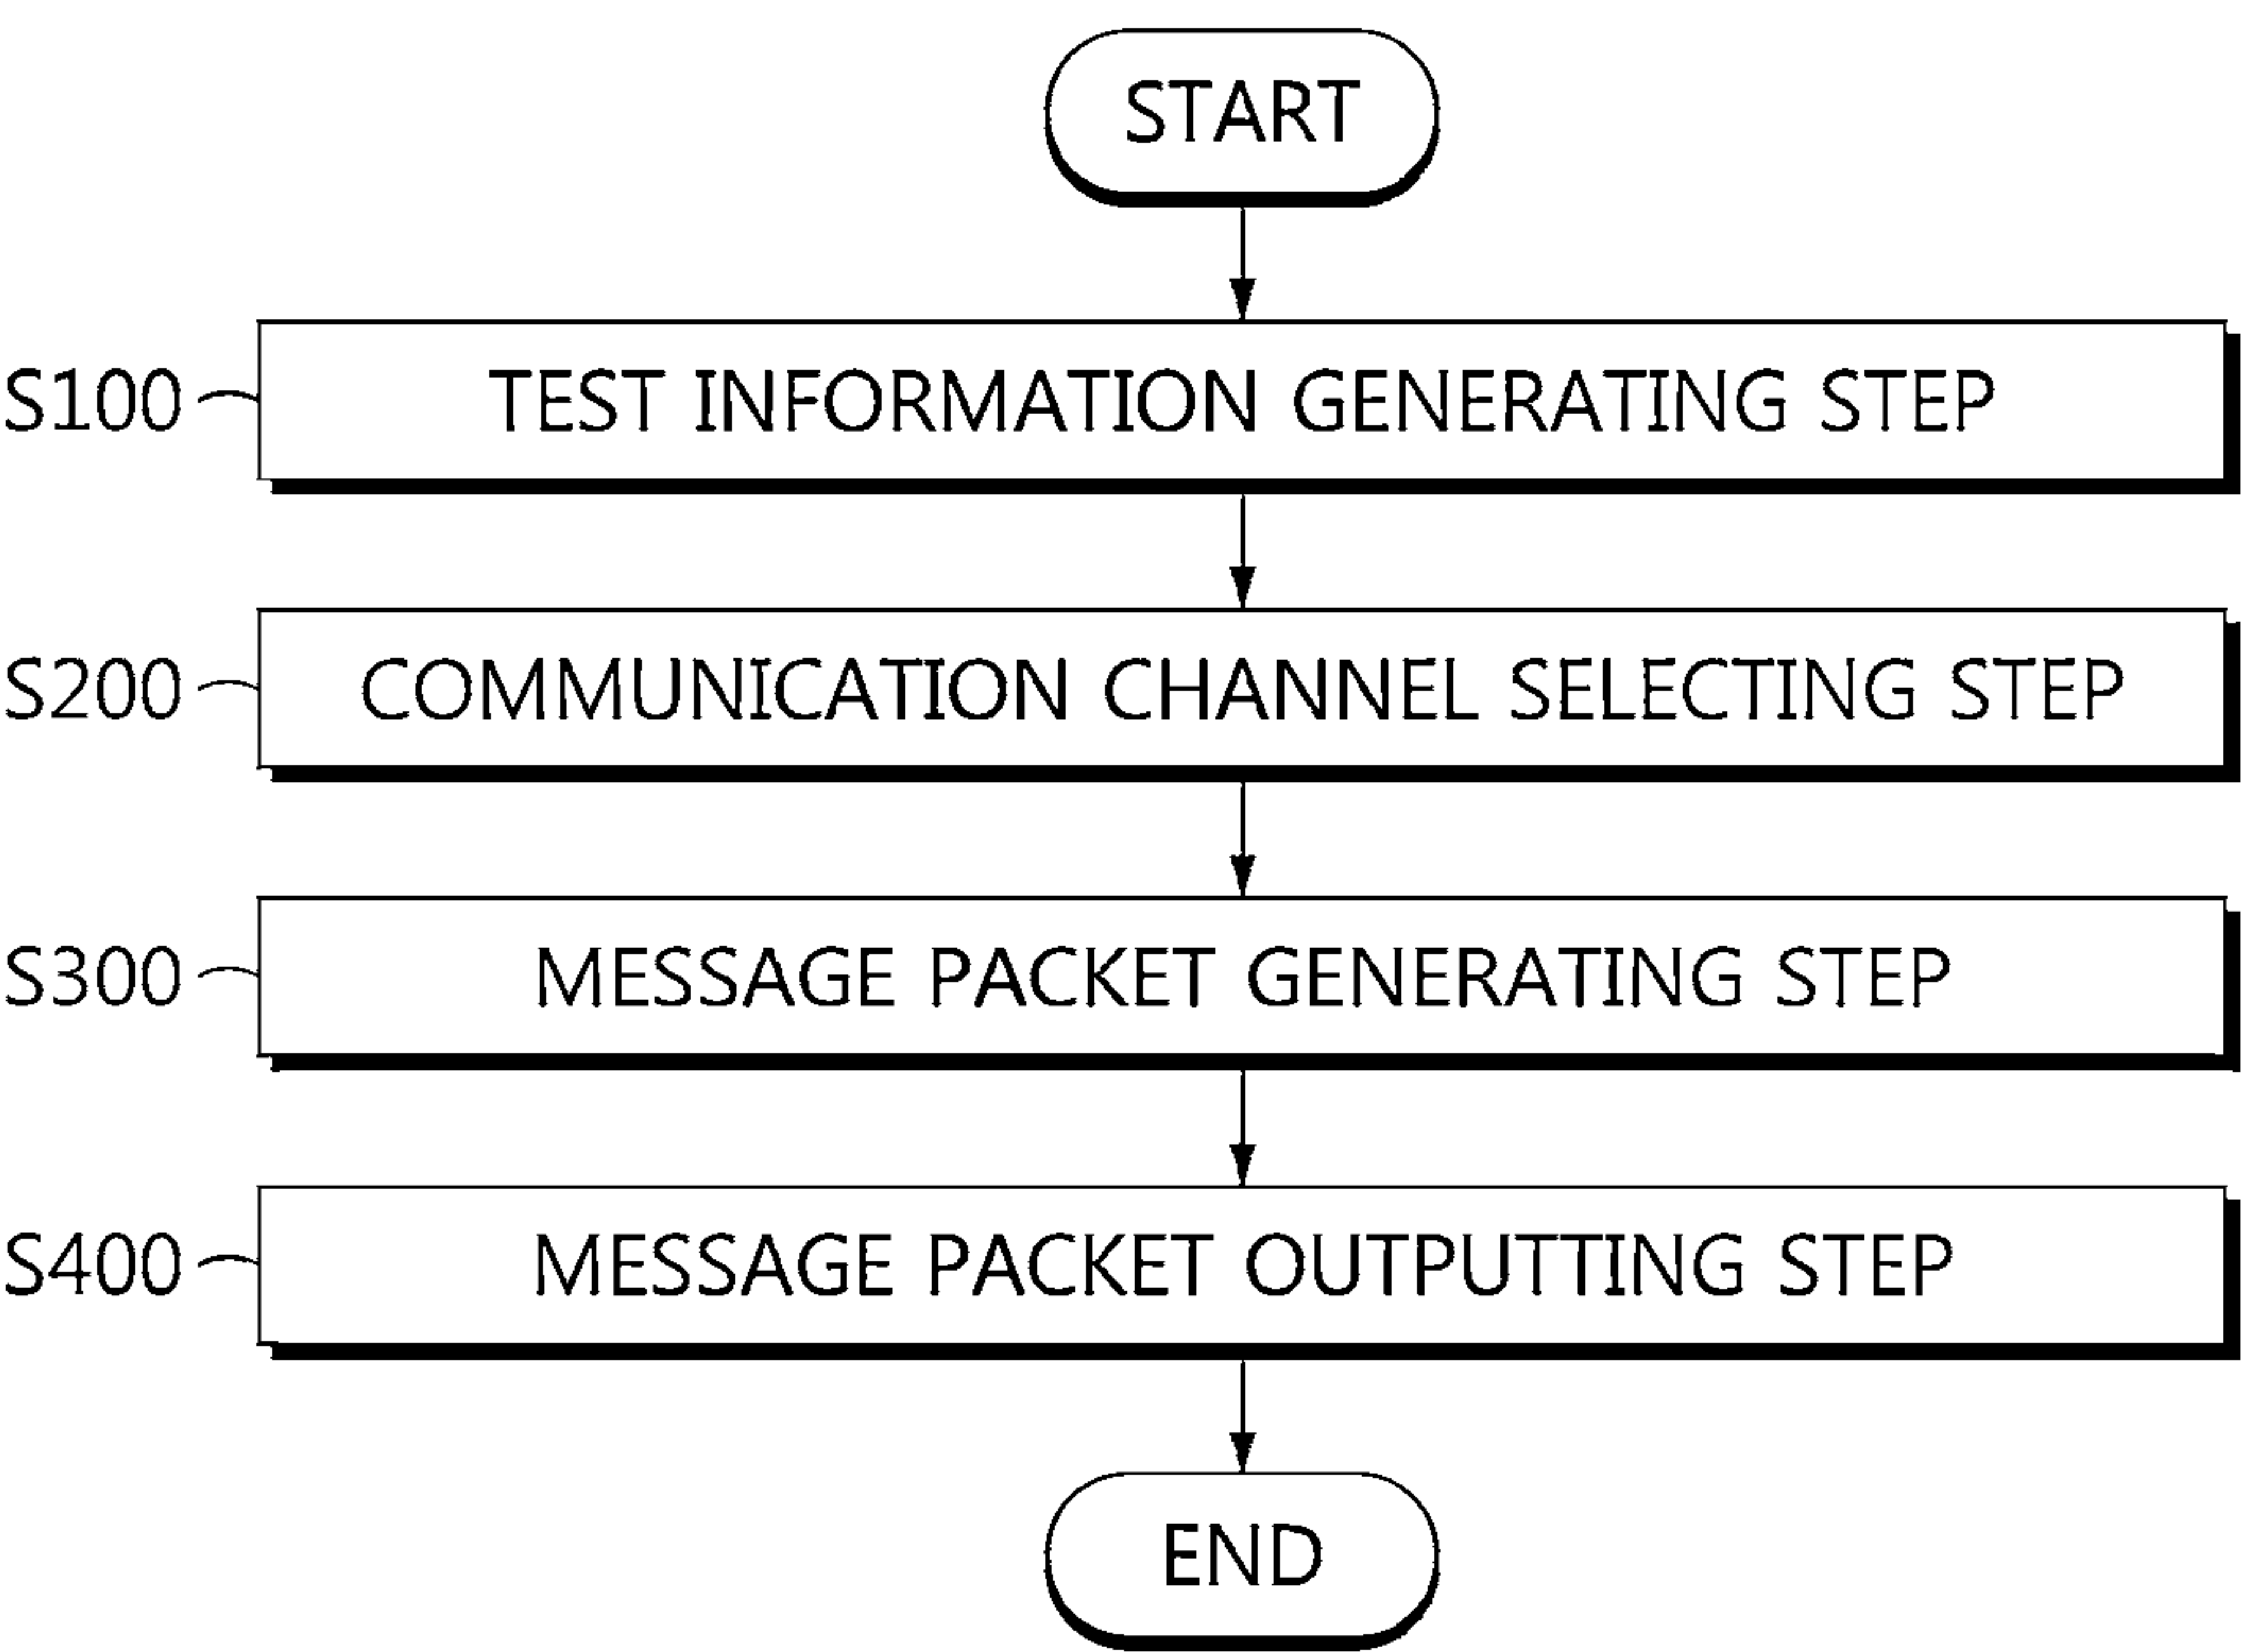 START
S100 TEST INFORMATION GENERATING STEP
S200 COMMUNICATION CHANNEL SELECTING STEP
S300 MESSAGE PACKET GENERATING STEP
S400 MESSAGE PACKET OUTPUTTING STEP
END